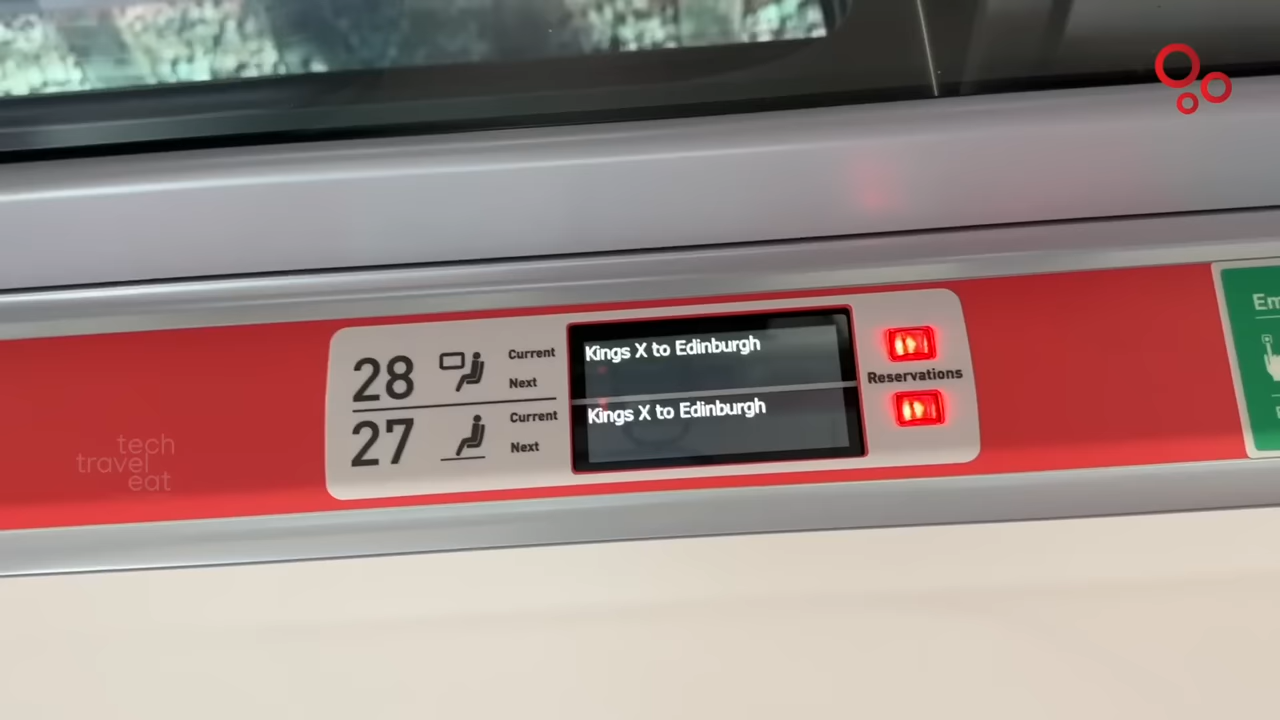 28
Current
Next
Kings X to Edinburgh
27
Current
Next
Kings X to Edinburgh
Reservations
tech
travel
eat